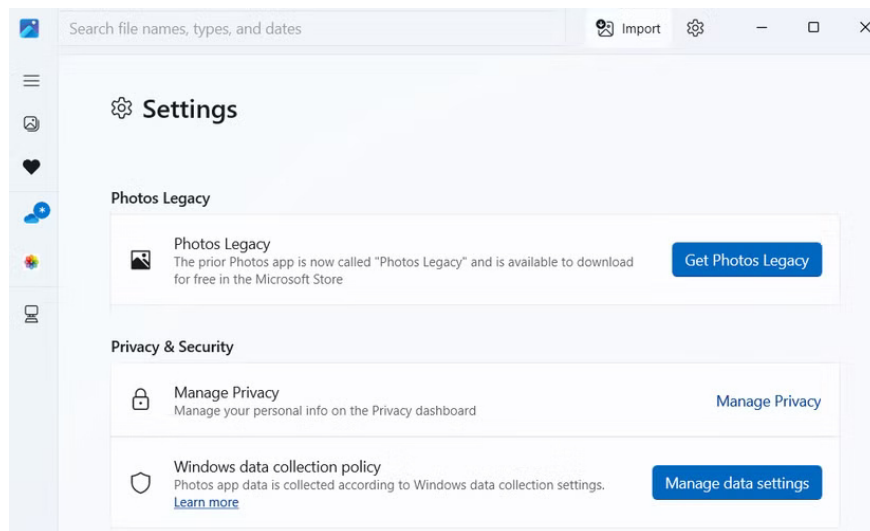 Search file names, types, and dates
Import
Settings
Photos Legacy
Photos Legacy
The prior Photos app is now called "Photos Legacy" and is available to download
for free in the Microsoft Store
Get Photos Legacy
Privacy & Security
Manage Privacy
Manage your personal info on the Privacy dashboard
Manage Privacy
Windows data collection policy
Photos app data is collected according to Windows data collection settings.
Learn more
Manage data settings